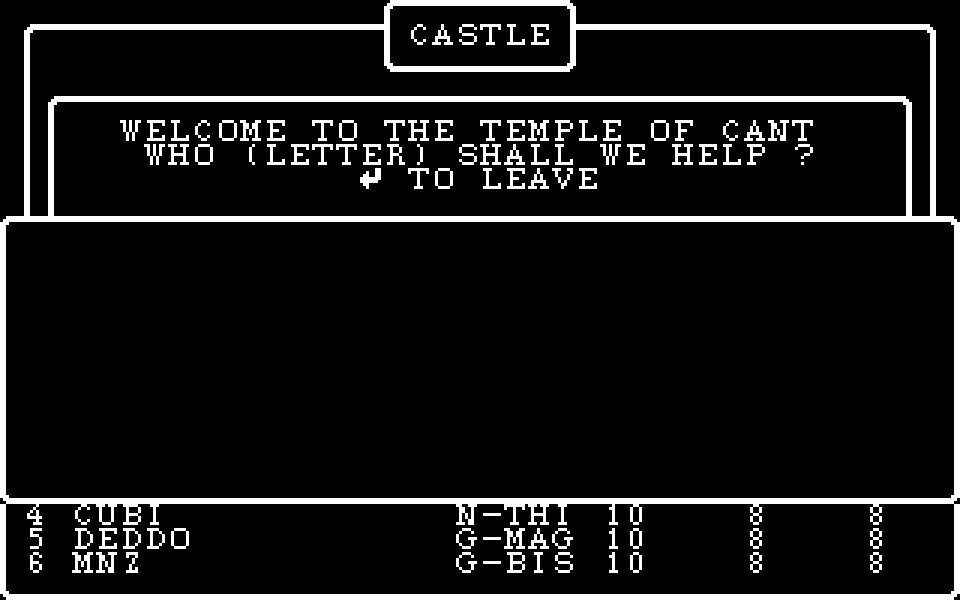 CASTLE
WELCOME TO THE TEMPLE OF CANT
WHO (LETTER) SHALL WE HELP ?
↵ TO LEAVE
4 CUBI N-THI 10 8 8
5 DEDDO G-MAG 10 8 8
6 MNZ G-BIS 10 8 8